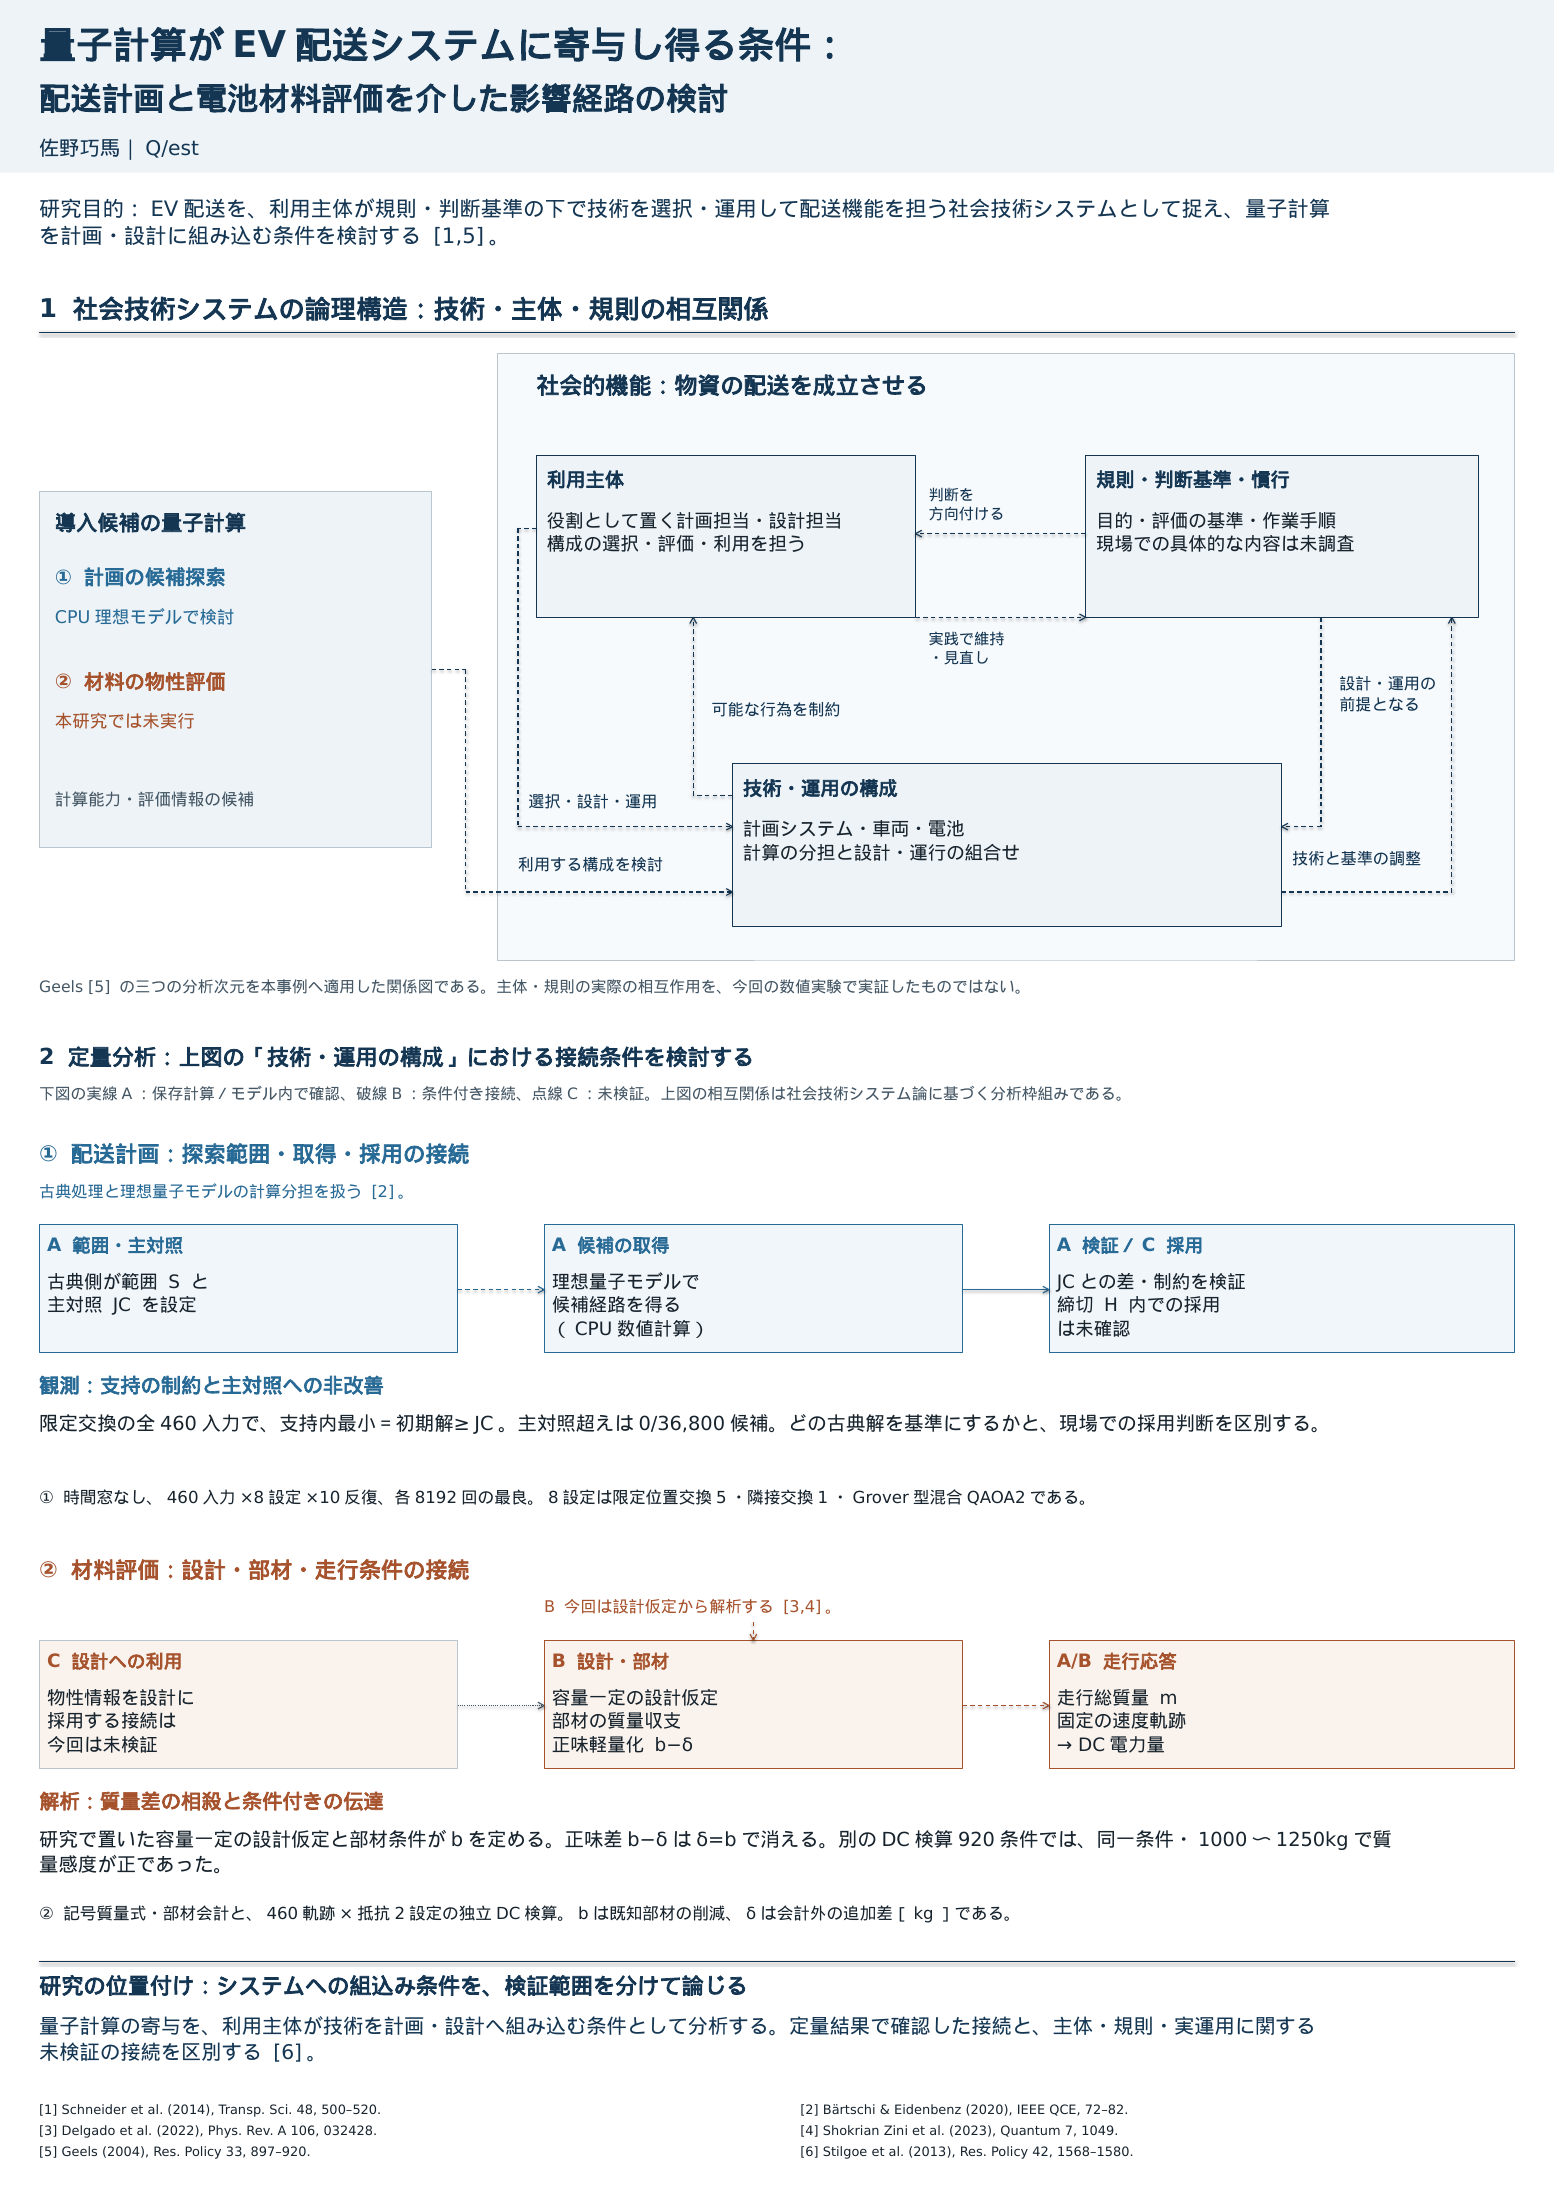 量子計算が EV 配送システムに寄与し得る条件：
配送計画と電池材料評価を介した影響経路の検討
佐野巧馬｜ Q/est
研究目的： EV 配送を、利用主体が規則・判断基準の下で技術を選択・運用して配送機能を担う社会技術システムとして捉え、量子計算
を計画・設計に組み込む条件を検討する [1,5] 。
1 社会技術システムの論理構造：技術・主体・規則の相互関係
社会的機能：物資の配送を成立させる
導入候補の量子計算
① 計画の候補探索
CPU 理想モデルで検討
② 材料の物性評価
本研究では未実行
計算能力・評価情報の候補
利用主体
役割として置く計画担当・設計担当
構成の選択・評価・利用を担う
判断を
方向付ける
規則・判断基準・慣行
目的・評価の基準・作業手順
現場での具体的な内容は未調査
実践で維持
・見直し
可能な行為を制約
設計・運用の
前提となる
選択・設計・運用
利用する構成を検討
技術・運用の構成
計画システム・車両・電池
計算の分担と設計・運行の組合せ
技術と基準の調整
Geels [5] の三つの分析次元を本事例へ適用した関係図である。主体・規則の実際の相互作用を、今回の数値実験で実証したものではない。
2 定量分析：上図の「技術・運用の構成」における接続条件を検討する
下図の実線 A ：保存計算 / モデル内で確認、破線 B ：条件付き接続、点線 C ：未検証。上図の相互関係は社会技術システム論に基づく分析枠組みである。
① 配送計画：探索範囲・取得・採用の接続
古典処理と理想量子モデルの計算分担を扱う [2] 。
A 範囲・主対照
古典側が範囲 S と
主対照 JC を設定
A 候補の取得
理想量子モデルで
候補経路を得る
（ CPU 数値計算 ）
A 検証 / C 採用
JC との差・制約を検証
締切 H 内での採用
は未確認
観測：支持の制約と主対照への非改善
限定交換の全 460 入力で、支持内最小 = 初期解≥ JC 。主対照超えは 0/36,800 候補。どの古典解を基準にするかと、現場での採用判断を区別する。
① 時間窓なし、 460 入力 ×8 設定 ×10 反復、各 8192 回の最良。 8 設定は限定位置交換 5 ・隣接交換 1 ・ Grover 型混合 QAOA2 である。
② 材料評価：設計・部材・走行条件の接続
B 今回は設計仮定から解析する [3,4] 。
C 設計への利用
物性情報を設計に
採用する接続は
今回は未検証
B 設計・部材
容量一定の設計仮定
部材の質量収支
正味軽量化 b−δ
A/B 走行応答
走行総質量 m
固定の速度軌跡
→ DC 電力量
解析：質量差の相殺と条件付きの伝達
研究で置いた容量一定の設計仮定と部材条件が b を定める。正味差 b−δ は δ=b で消える。別の DC 検算 920 条件では、同一条件・ 1000 〜 1250kg で質
量感度が正であった。
② 記号質量式・部材会計と、 460 軌跡 × 抵抗 2 設定の独立 DC 検算。 b は既知部材の削減、 δ は会計外の追加差 [ kg ] である。
研究の位置付け：システムへの組込み条件を、検証範囲を分けて論じる
量子計算の寄与を、利用主体が技術を計画・設計へ組み込む条件として分析する。定量結果で確認した接続と、主体・規則・実運用に関する
未検証の接続を区別する [6] 。
[1] Schneider et al. (2014), Transp. Sci. 48, 500–520.
[2] Bärtschi & Eidenbenz (2020), IEEE QCE, 72–82.
[3] Delgado et al. (2022), Phys. Rev. A 106, 032428.
[4] Shokrian Zini et al. (2023), Quantum 7, 1049.
[5] Geels (2004), Res. Policy 33, 897–920.
[6] Stilgoe et al. (2013), Res. Policy 42, 1568–1580.